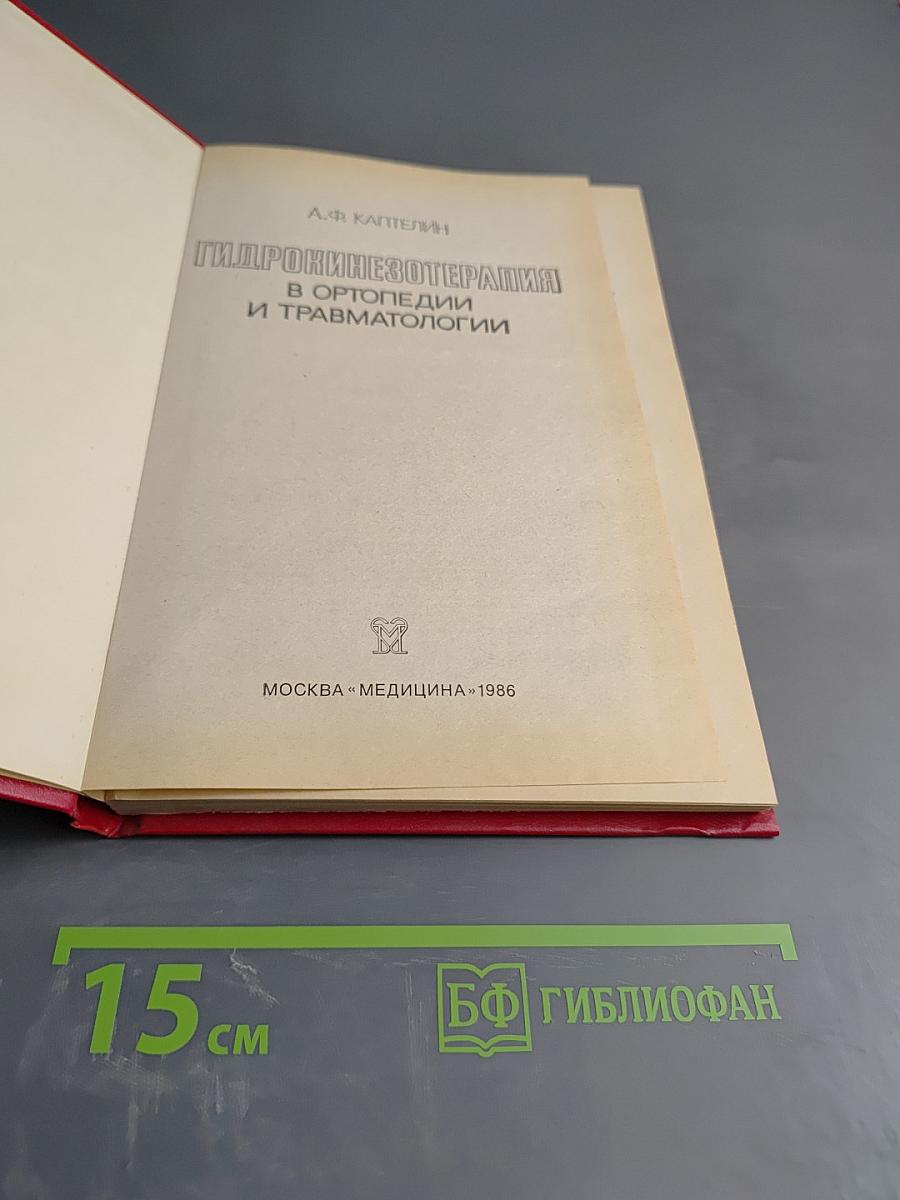 А.Ф. КАПТЕЛИН
ГИДРОКИНЕЗОТЕРАПИЯ
В ОРТОПЕДИИ
И ТРАВМАТОЛОГИИ
М
МОСКВА «МЕДИЦИНА» 1986
15 см
БФ ГИБЛИОФАН